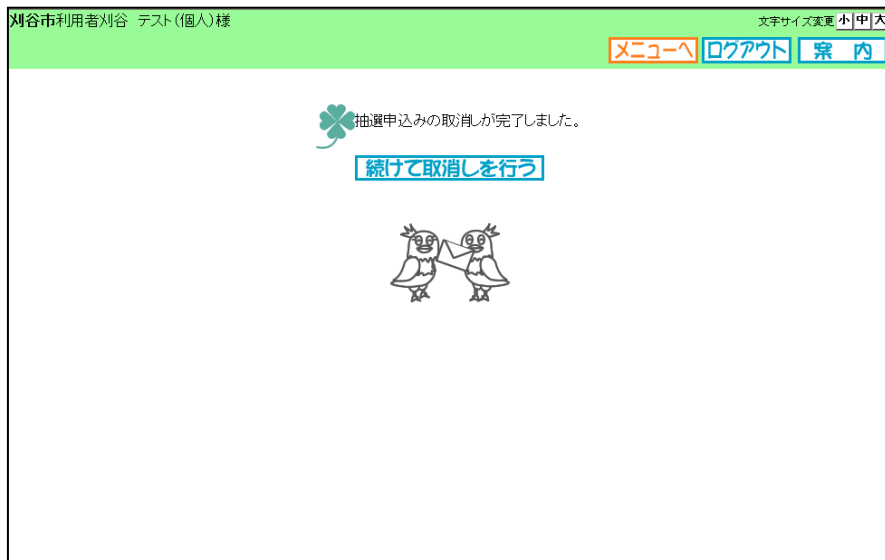 刈谷市利用者刈谷 テスト(個人)様
文字サイズ変更 小 中 大
メニューへ ログアウト 案 内
抽選申込みの取消しが完了しました。
続けて取消しを行う